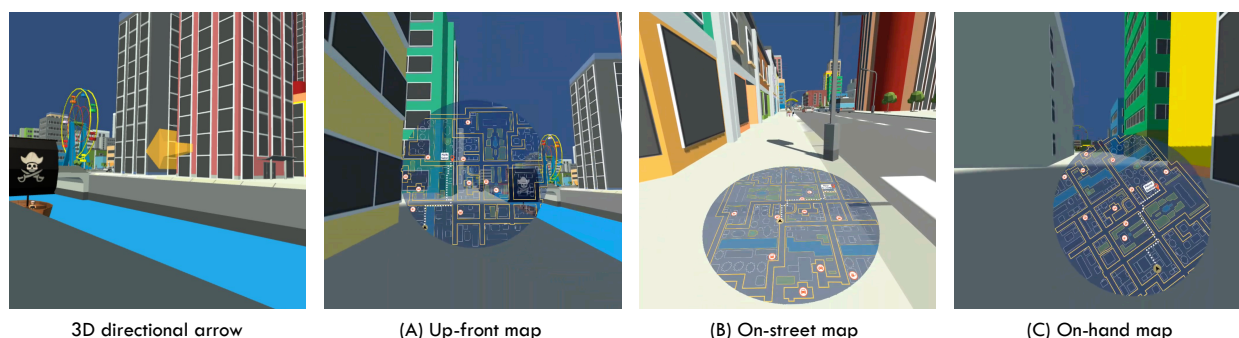 3D directional arrow
(A) Up-front map
(B) On-street map
(C) On-hand map